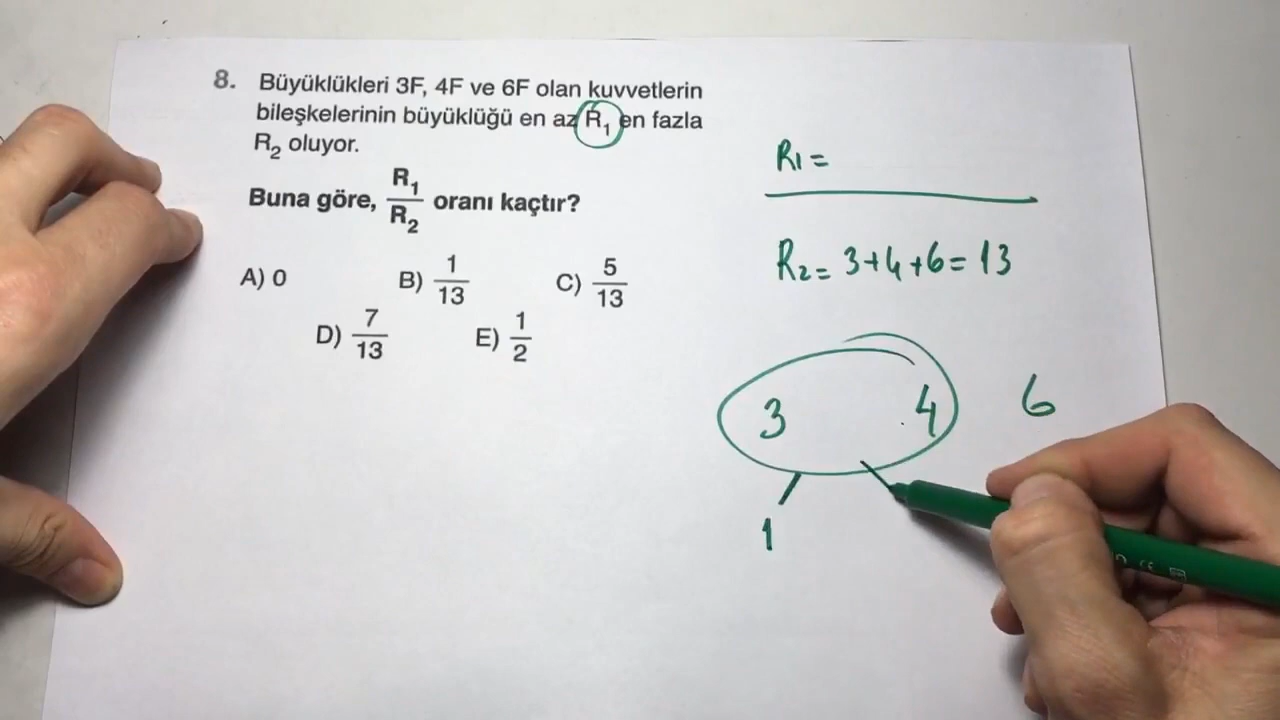 8. Büyüklükleri 3F, 4F ve 6F olan kuvvetlerin
bileşkelerinin büyüklüğü en az R₁ en fazla
R₂ oluyor.
Buna göre, R₁/R₂ oranı kaçtır?
A) 0 B) 1/13 C) 5/13
D) 7/13 E) 1/2
R1 =
R₂ = 3+4+6 = 13
3 4 6
1